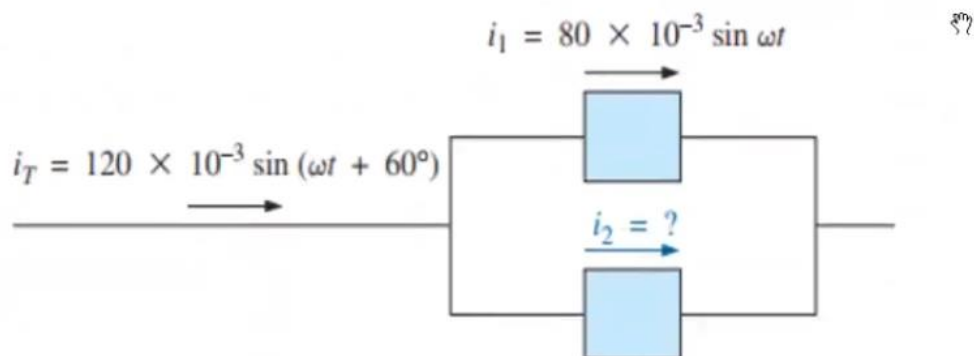 i₁ = 80 × 10⁻³ sin ωt
i_T = 120 × 10⁻³ sin (ωt + 60°)
i₂ = ?